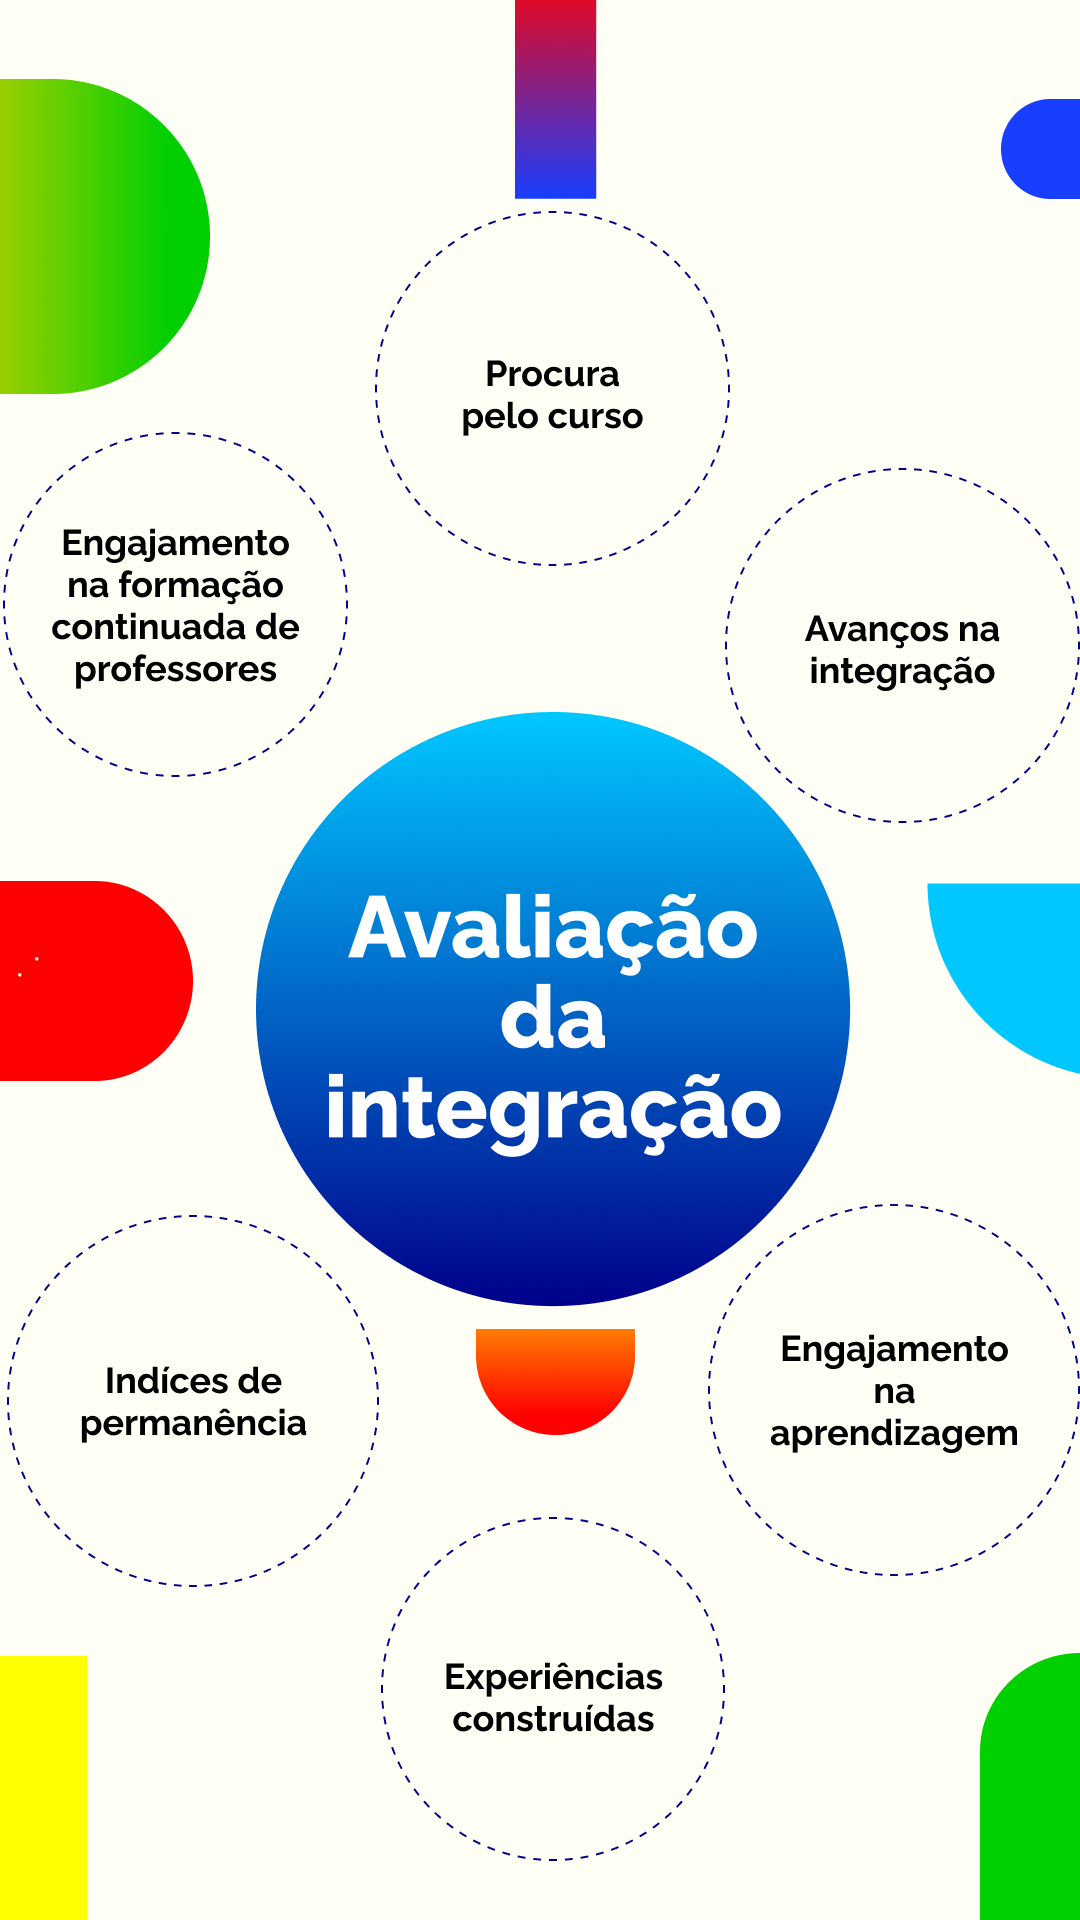 Procura
pelo curso
Engajamento
na formação
continuada de
professores
Avanços na
integração
Avaliação
da
integração
Indíces de
permanência
Engajamento
na
aprendizagem
Experiências
construídas